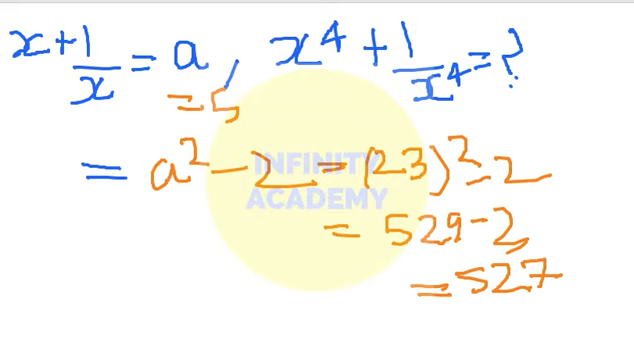 x + 1/x = a, x⁴ + 1/x⁴ = ?
= 5
= a² - 2 = (23)² - 2
INFINITY
ACADEMY
= 529 - 2
= 527